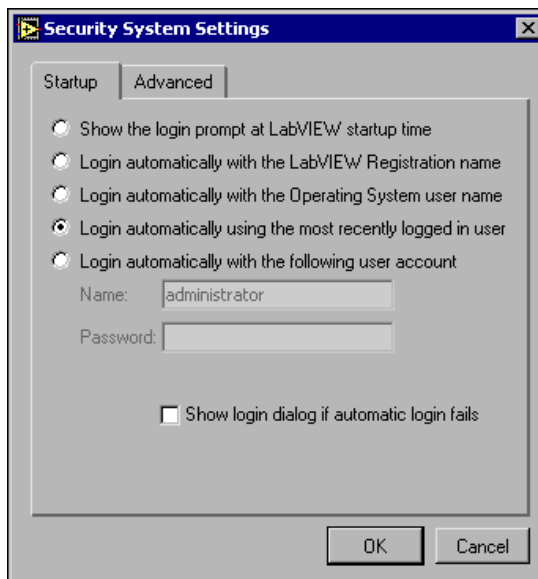 Security System Settings
Startup
Advanced
Show the login prompt at LabVIEW startup time
Login automatically with the LabVIEW Registration name
Login automatically with the Operating System user name
Login automatically using the most recently logged in user
Login automatically with the following user account
Name: administrator
Password:
Show login dialog if automatic login fails
OK
Cancel